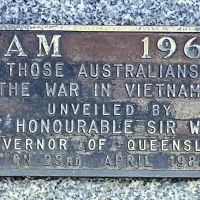 AM 196
THOSE AUSTRALIANS
THE WAR IN VIETNAM
UNVEILED BY
HONOURABLE SIR W
VERNOR OF QUEENSL
ON 23RD APRIL 198